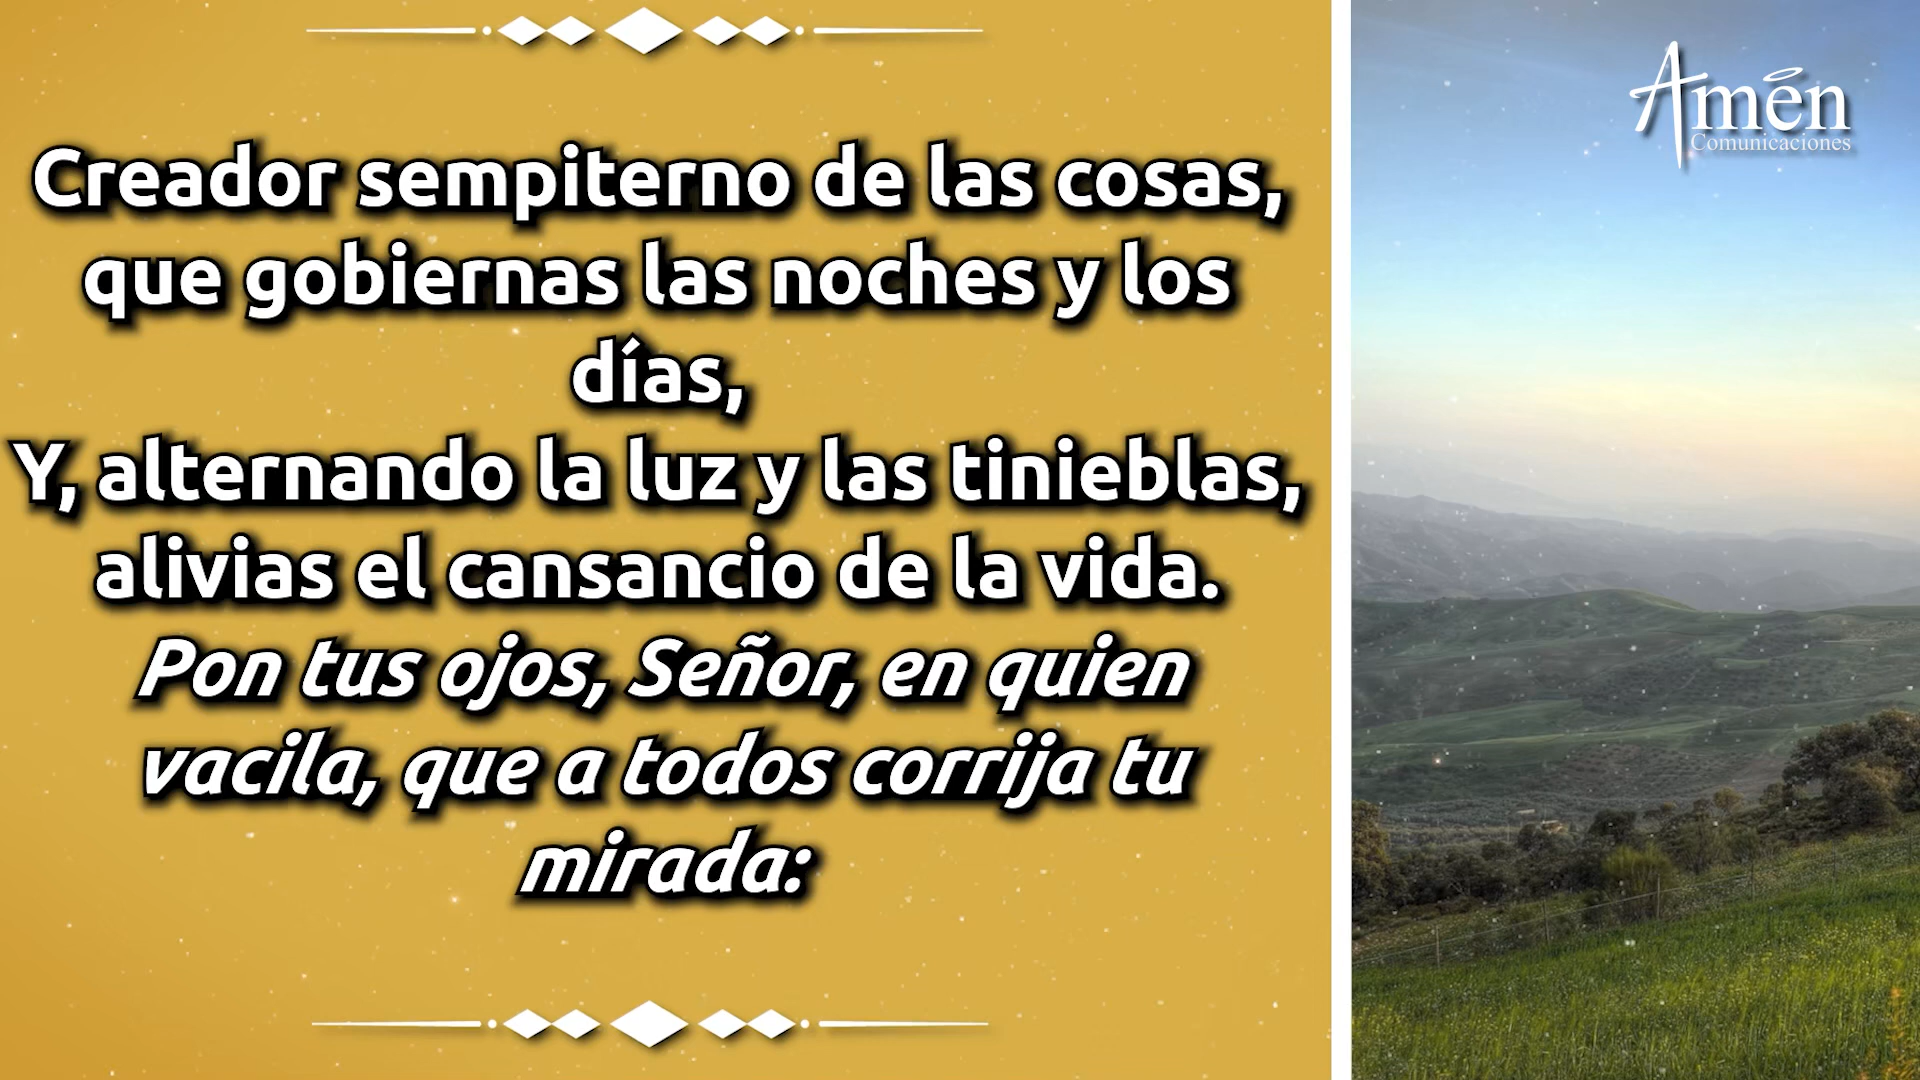 Creador sempiterno de las cosas,
que gobiernas las noches y los
días,
Y, alternando la luz y las tinieblas,
alivias el cansancio de la vida.
Pon tus ojos, Señor, en quien
vacila, que a todos corrija tu
mirada:
Amén
Comunicaciones